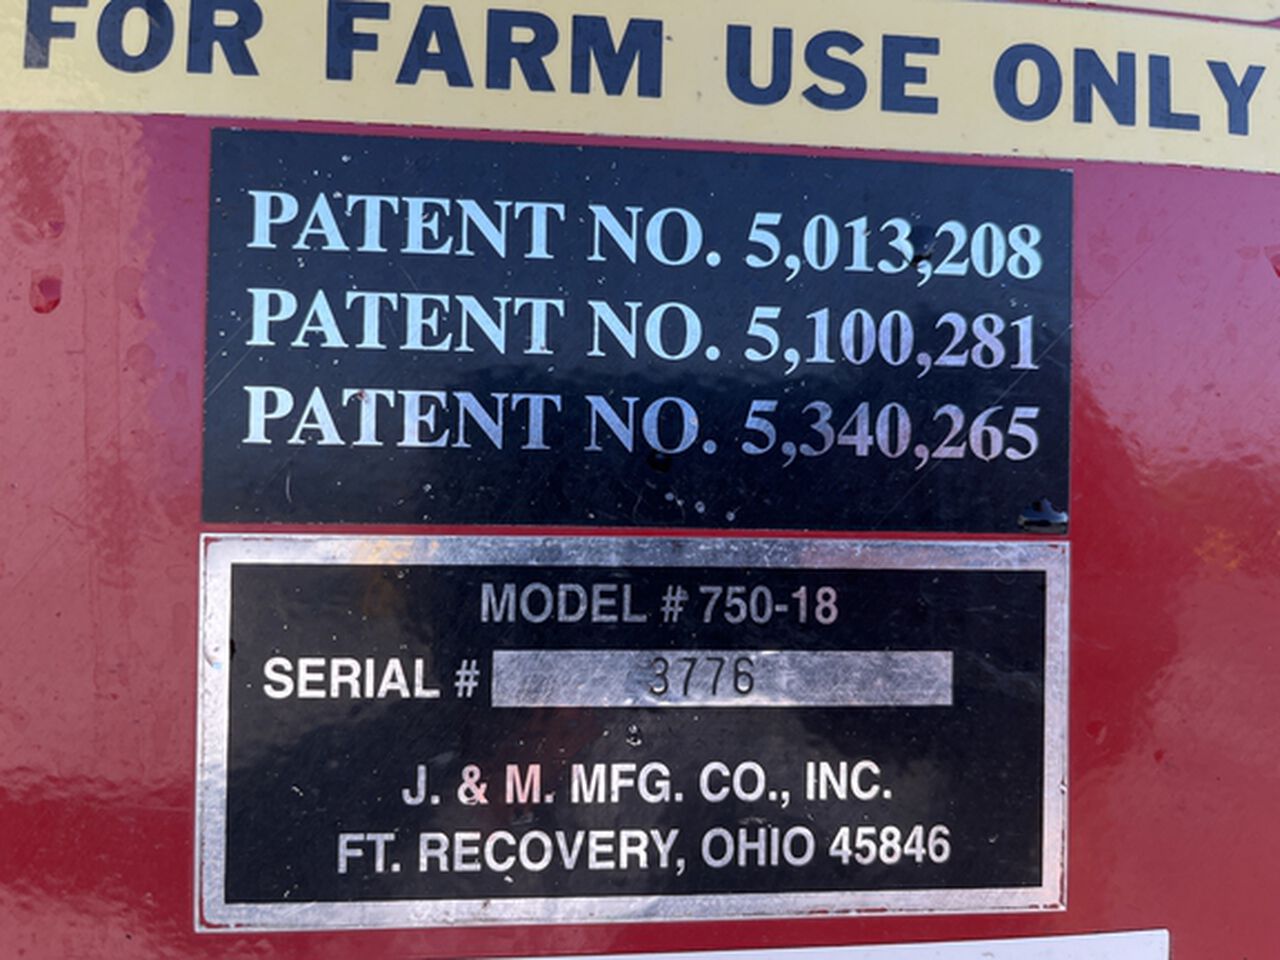 FOR FARM USE ONLY
PATENT NO. 5,013,208
PATENT NO. 5,100,281
PATENT NO. 5,340,265
MODEL # 750-18
SERIAL # 3776
J. & M. MFG. CO., INC.
FT. RECOVERY, OHIO 45846